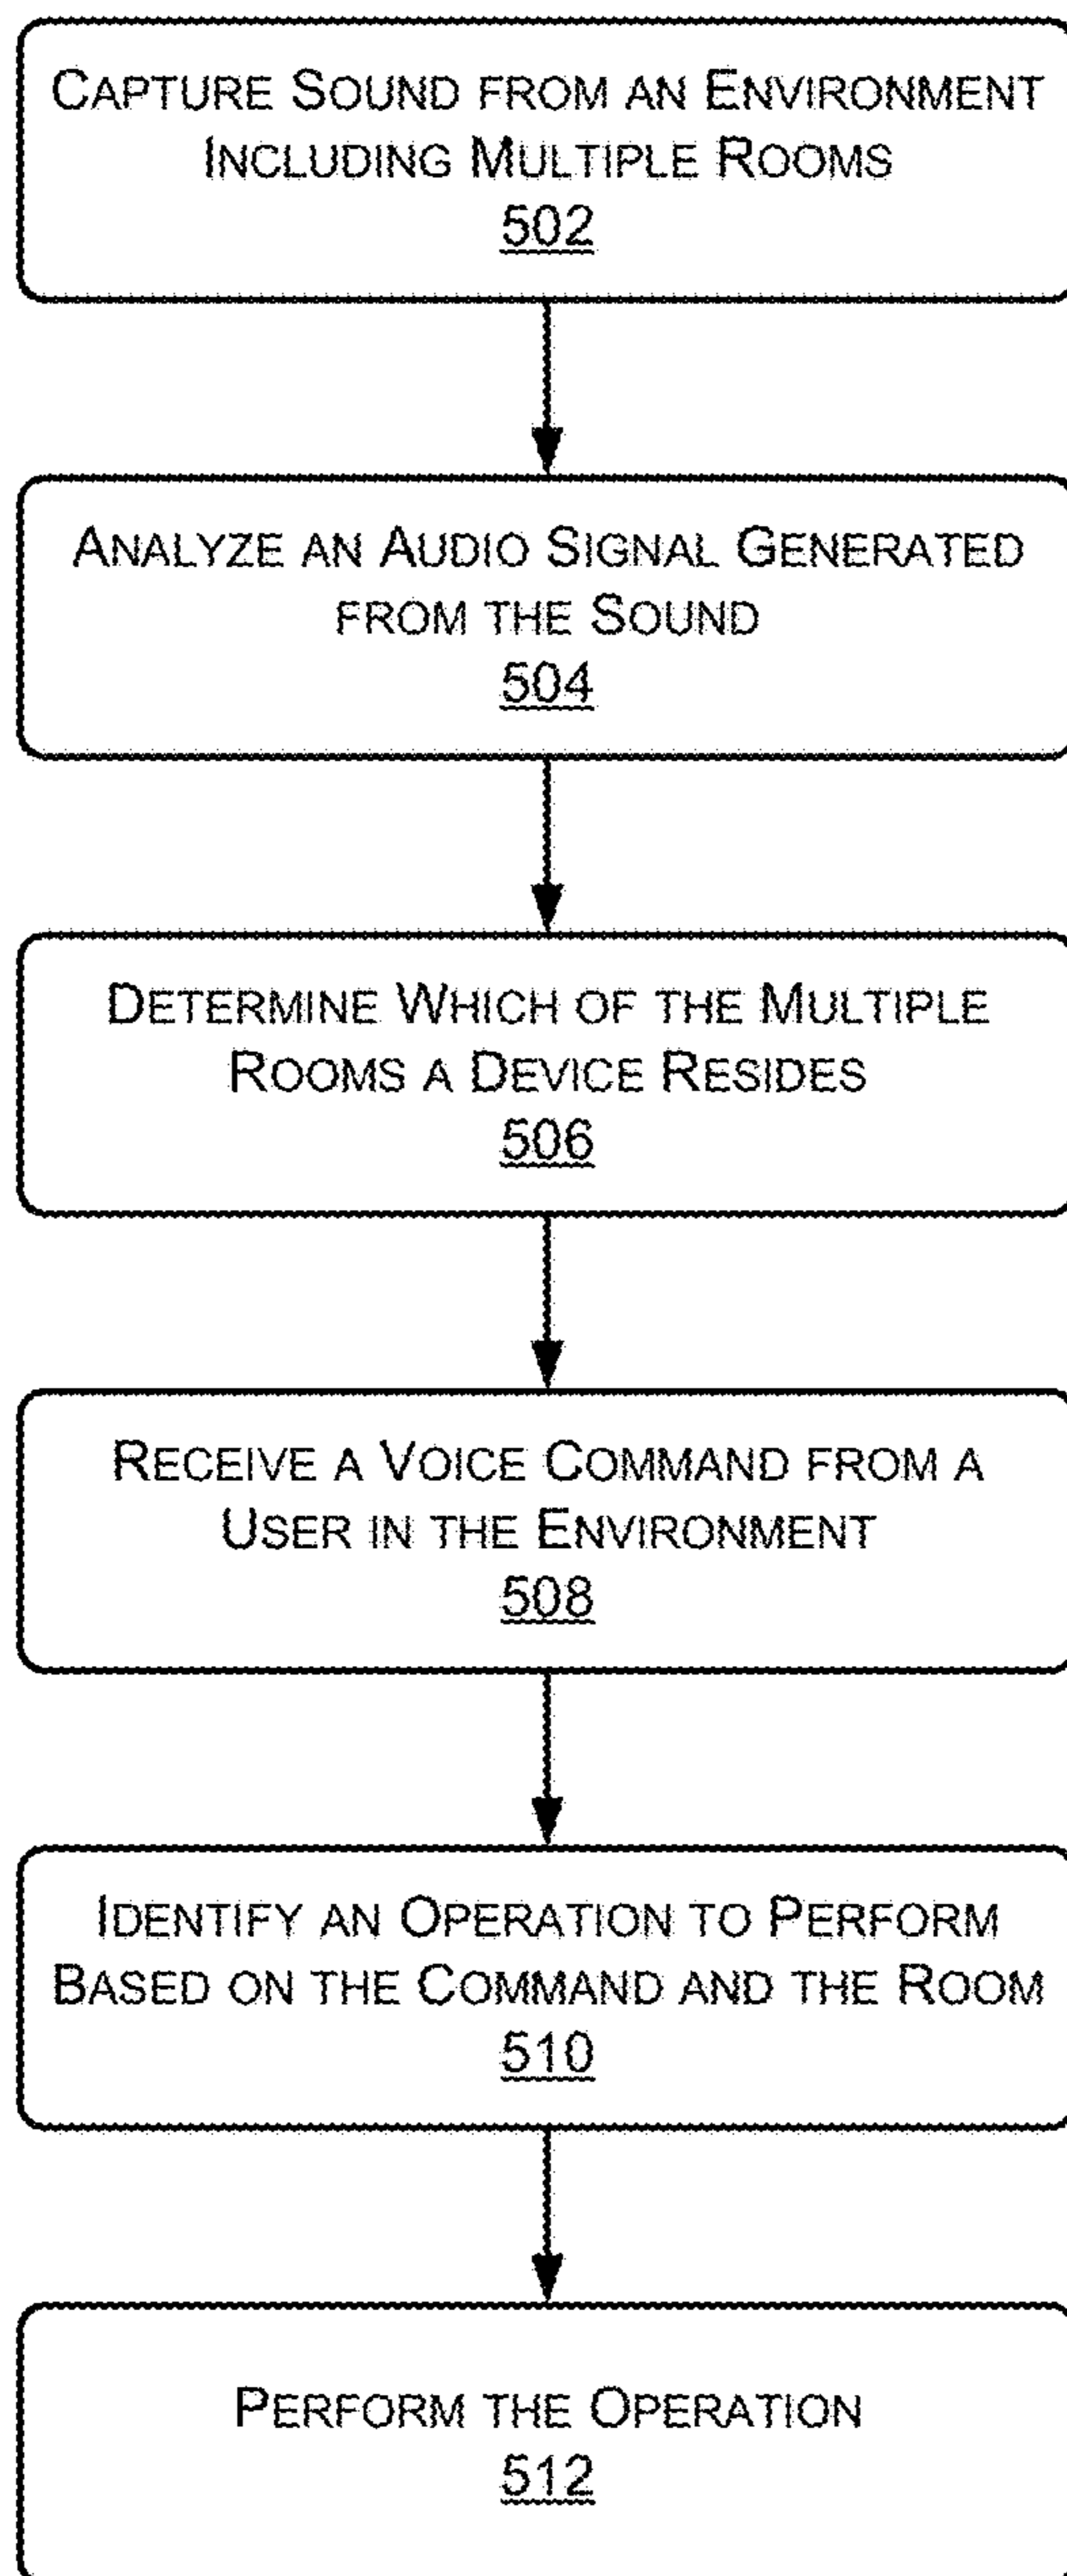 CAPTURE SOUND FROM AN ENVIRONMENT
INCLUDING MULTIPLE ROOMS
502
ANALYZE AN AUDIO SIGNAL GENERATED
FROM THE SOUND
504
DETERMINE WHICH OF THE MULTIPLE
ROOMS A DEVICE RESIDES
506
RECEIVE A VOICE COMMAND FROM A
USER IN THE ENVIRONMENT
508
IDENTIFY AN OPERATION TO PERFORM
BASED ON THE COMMAND AND THE ROOM
510
PERFORM THE OPERATION
512